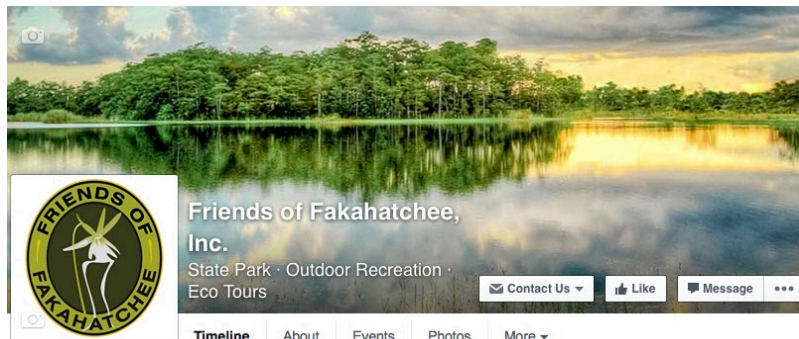 FRIENDS OF
FAKAHATCHEE
Friends of Fakahatchee,
Inc.
State Park · Outdoor Recreation ·
Eco Tours
Contact Us
Like
Message
Timeline
About
Events
Photos
More